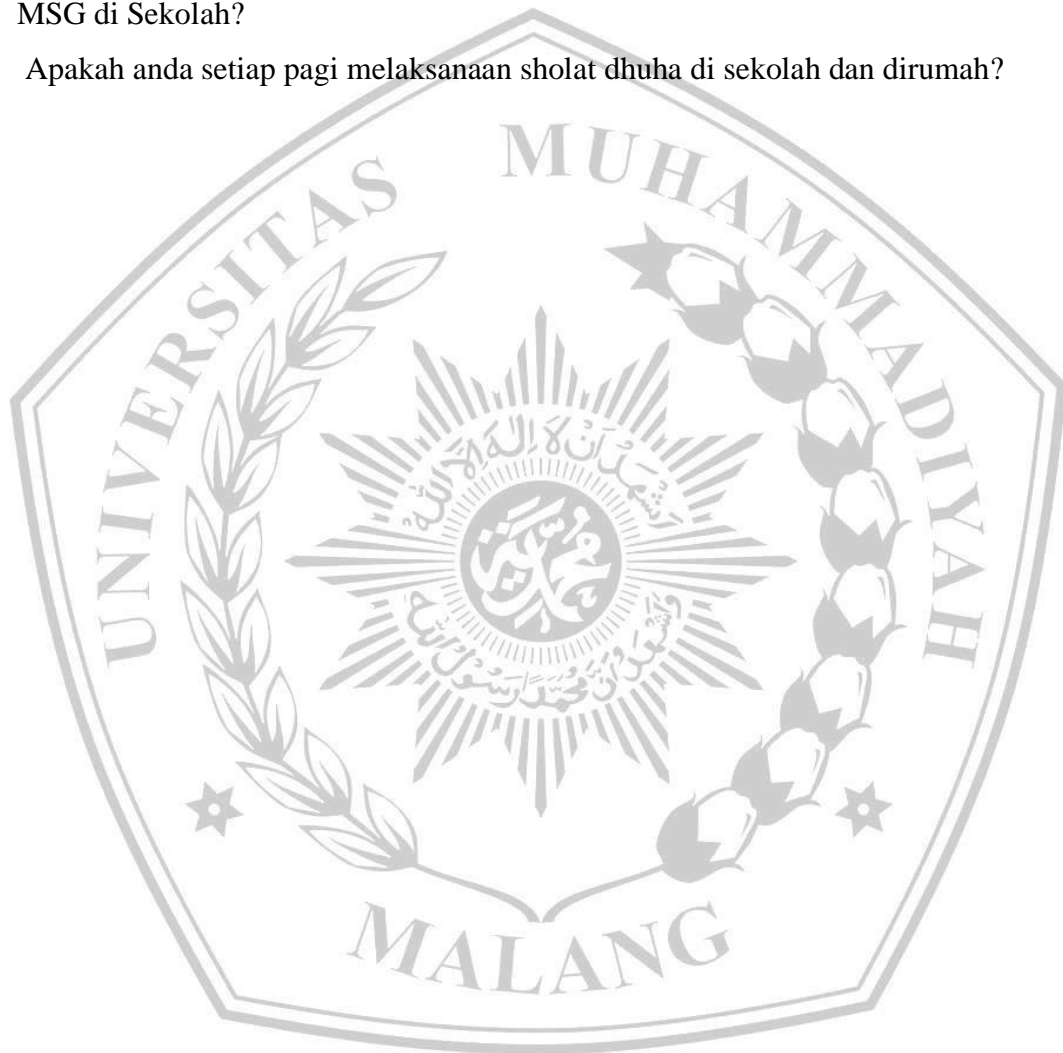 MSG di Sekolah?
Apakah anda setiap pagi melaksanaan sholat dhuha di sekolah dan dirumah?
UNIVERSITAS MUHAMMADIYAH
MALANG